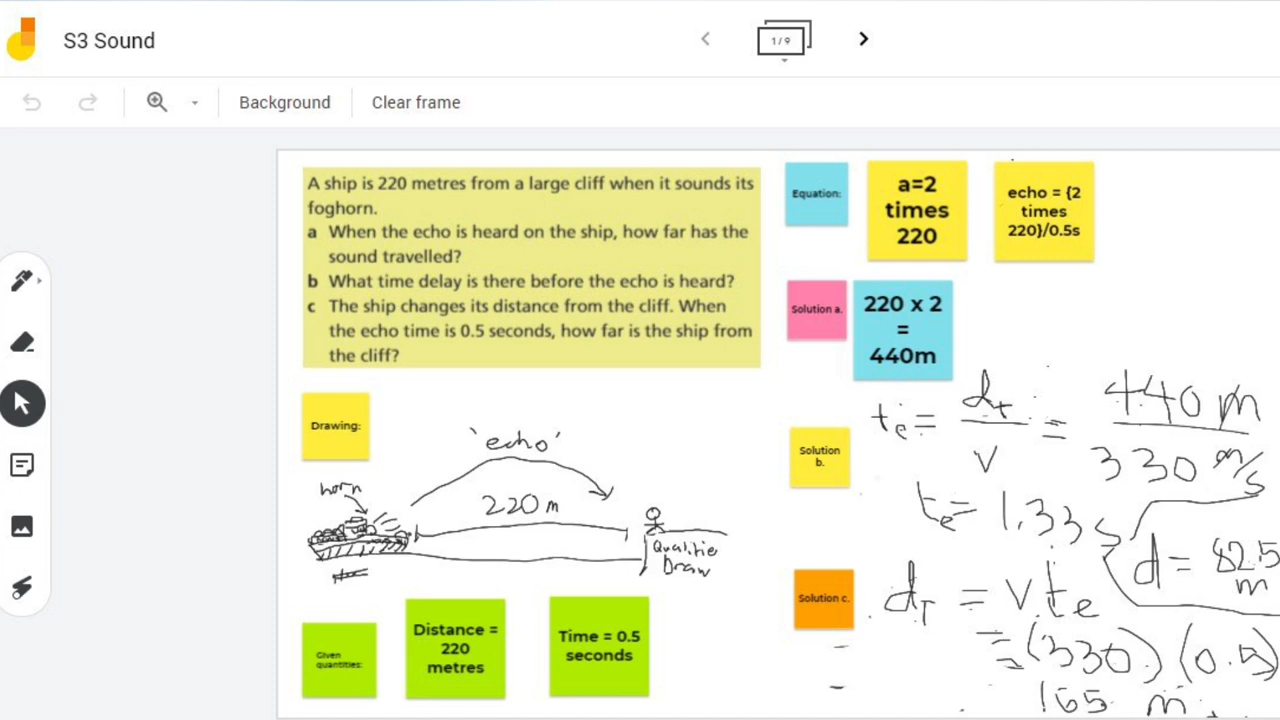 S3 Sound
1/9
Background
Clear frame
A ship is 220 metres from a large cliff when it sounds its
foghorn.
a When the echo is heard on the ship, how far has the
sound travelled?
b What time delay is there before the echo is heard?
c The ship changes its distance from the cliff. When
the echo time is 0.5 seconds, how far is the ship from
the cliff?
Equation:
a=2
times
220
echo = {2
times
220}/0.5s
Solution a.
220 x 2
=
440m
Drawing:
'echo'
horn
220 m
Qualitie
Draw
Solution
b.
te = dt/v = 440 m / 330 m/s
te = 1.33 s
d = 82.5
m
Solution c.
dT = v.te
= (330) (0.5)
165 m
Given
quantities:
Distance =
220
metres
Time = 0.5
seconds